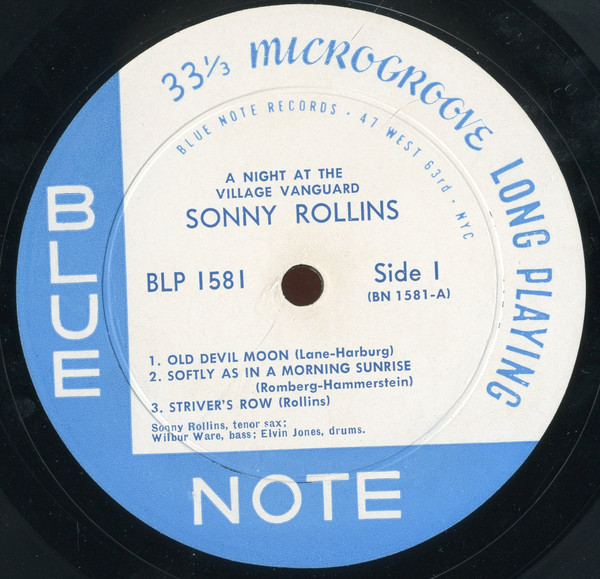 33⅓ MICROGROOVE LONG PLAYING
BLUE NOTE RECORDS · 47 WEST 63rd · NYC
A NIGHT AT THE
VILLAGE VANGUARD
SONNY ROLLINS
BLP 1581
Side 1
(BN 1581-A)
1. OLD DEVIL MOON (Lane-Harburg)
2. SOFTLY AS IN A MORNING SUNRISE
(Romberg-Hammerstein)
3. STRIVER'S ROW (Rollins)
Sonny Rollins, tenor sax;
Wilbur Ware, bass; Elvin Jones, drums.
BLUE
NOTE